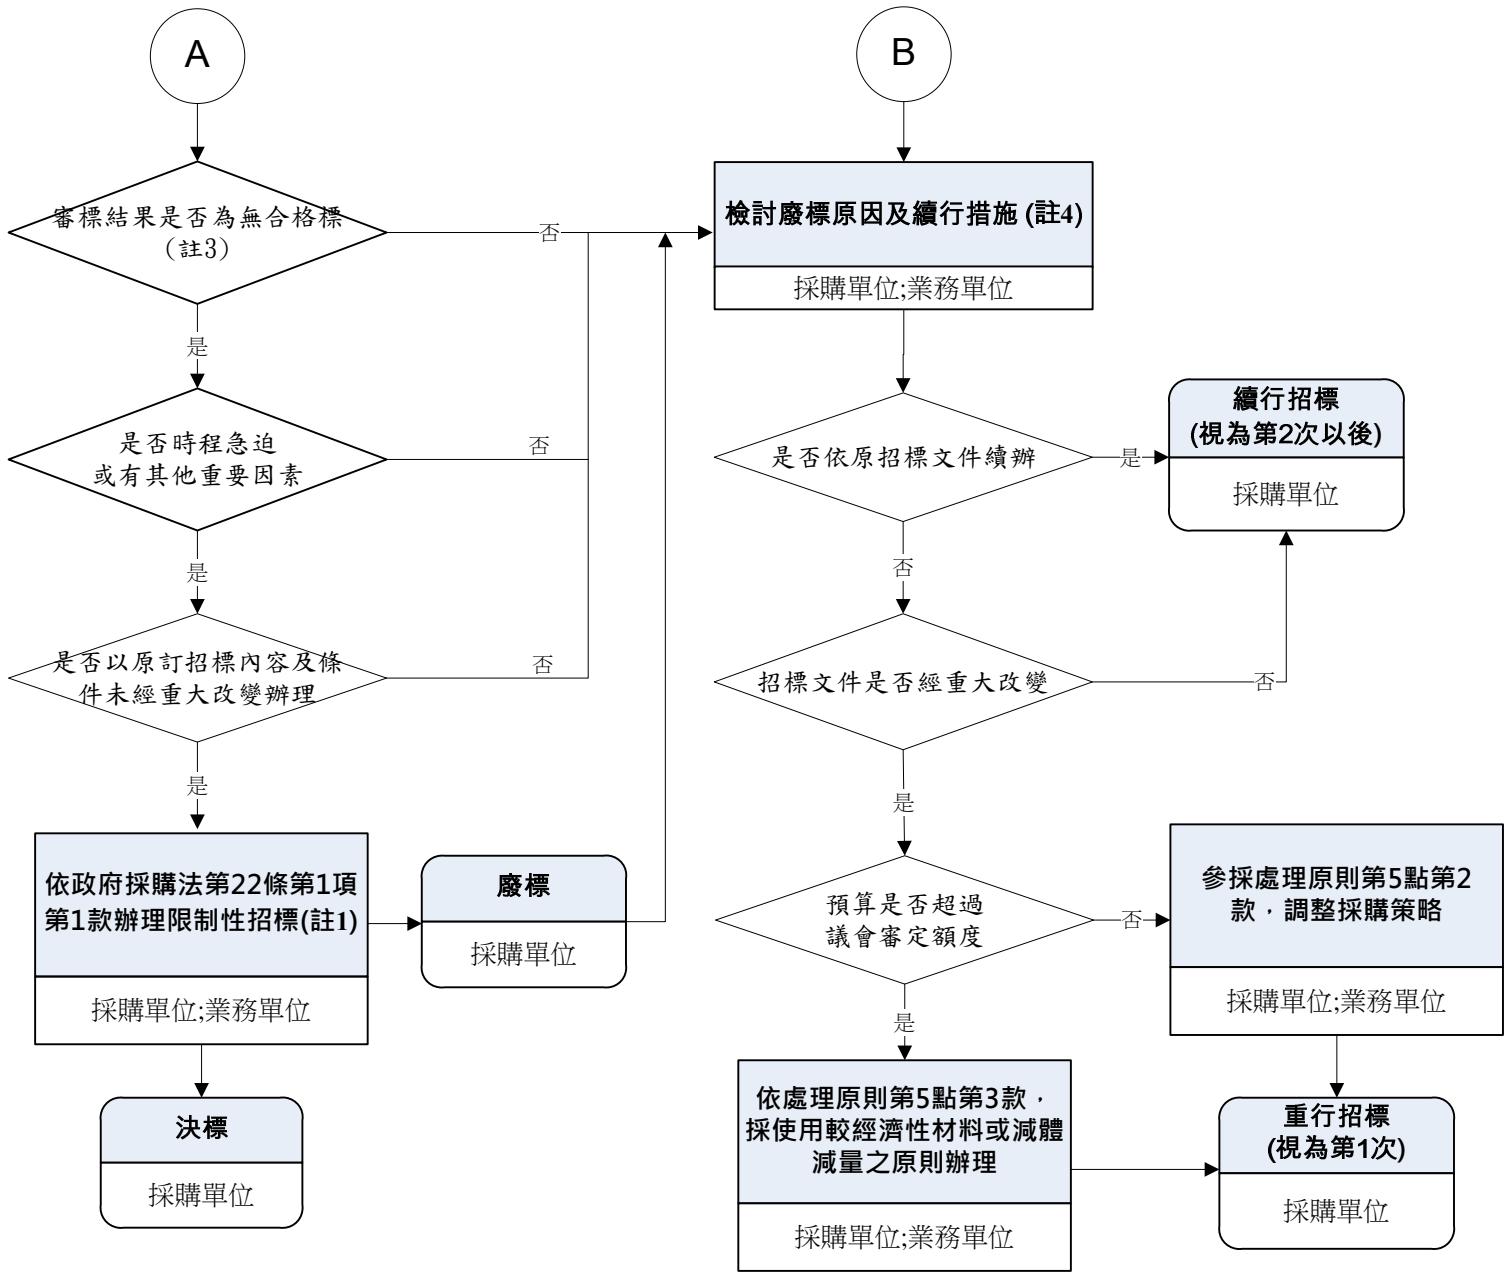 A
審標結果是否為無合格標
（註3）
否
是
是否時程急迫
或有其他重要因素
否
是
是否以原訂招標內容及條
件未經重大改變辦理
否
是
依政府採購法第22條第1項
第1款辦理限制性招標(註1)
採購單位;業務單位
廢標
採購單位
決標
採購單位
B
檢討廢標原因及續行措施 (註4)
採購單位;業務單位
是否依原招標文件續辦
是
續行招標
(視為第2次以後)
採購單位
否
招標文件是否經重大改變
否
是
預算是否超過
議會審定額度
否
參採處理原則第5點第2
款，調整採購策略
採購單位;業務單位
是
依處理原則第5點第3款，
採使用較經濟性材料或減體
減量之原則辦理
採購單位;業務單位
重行招標
(視為第1次)
採購單位